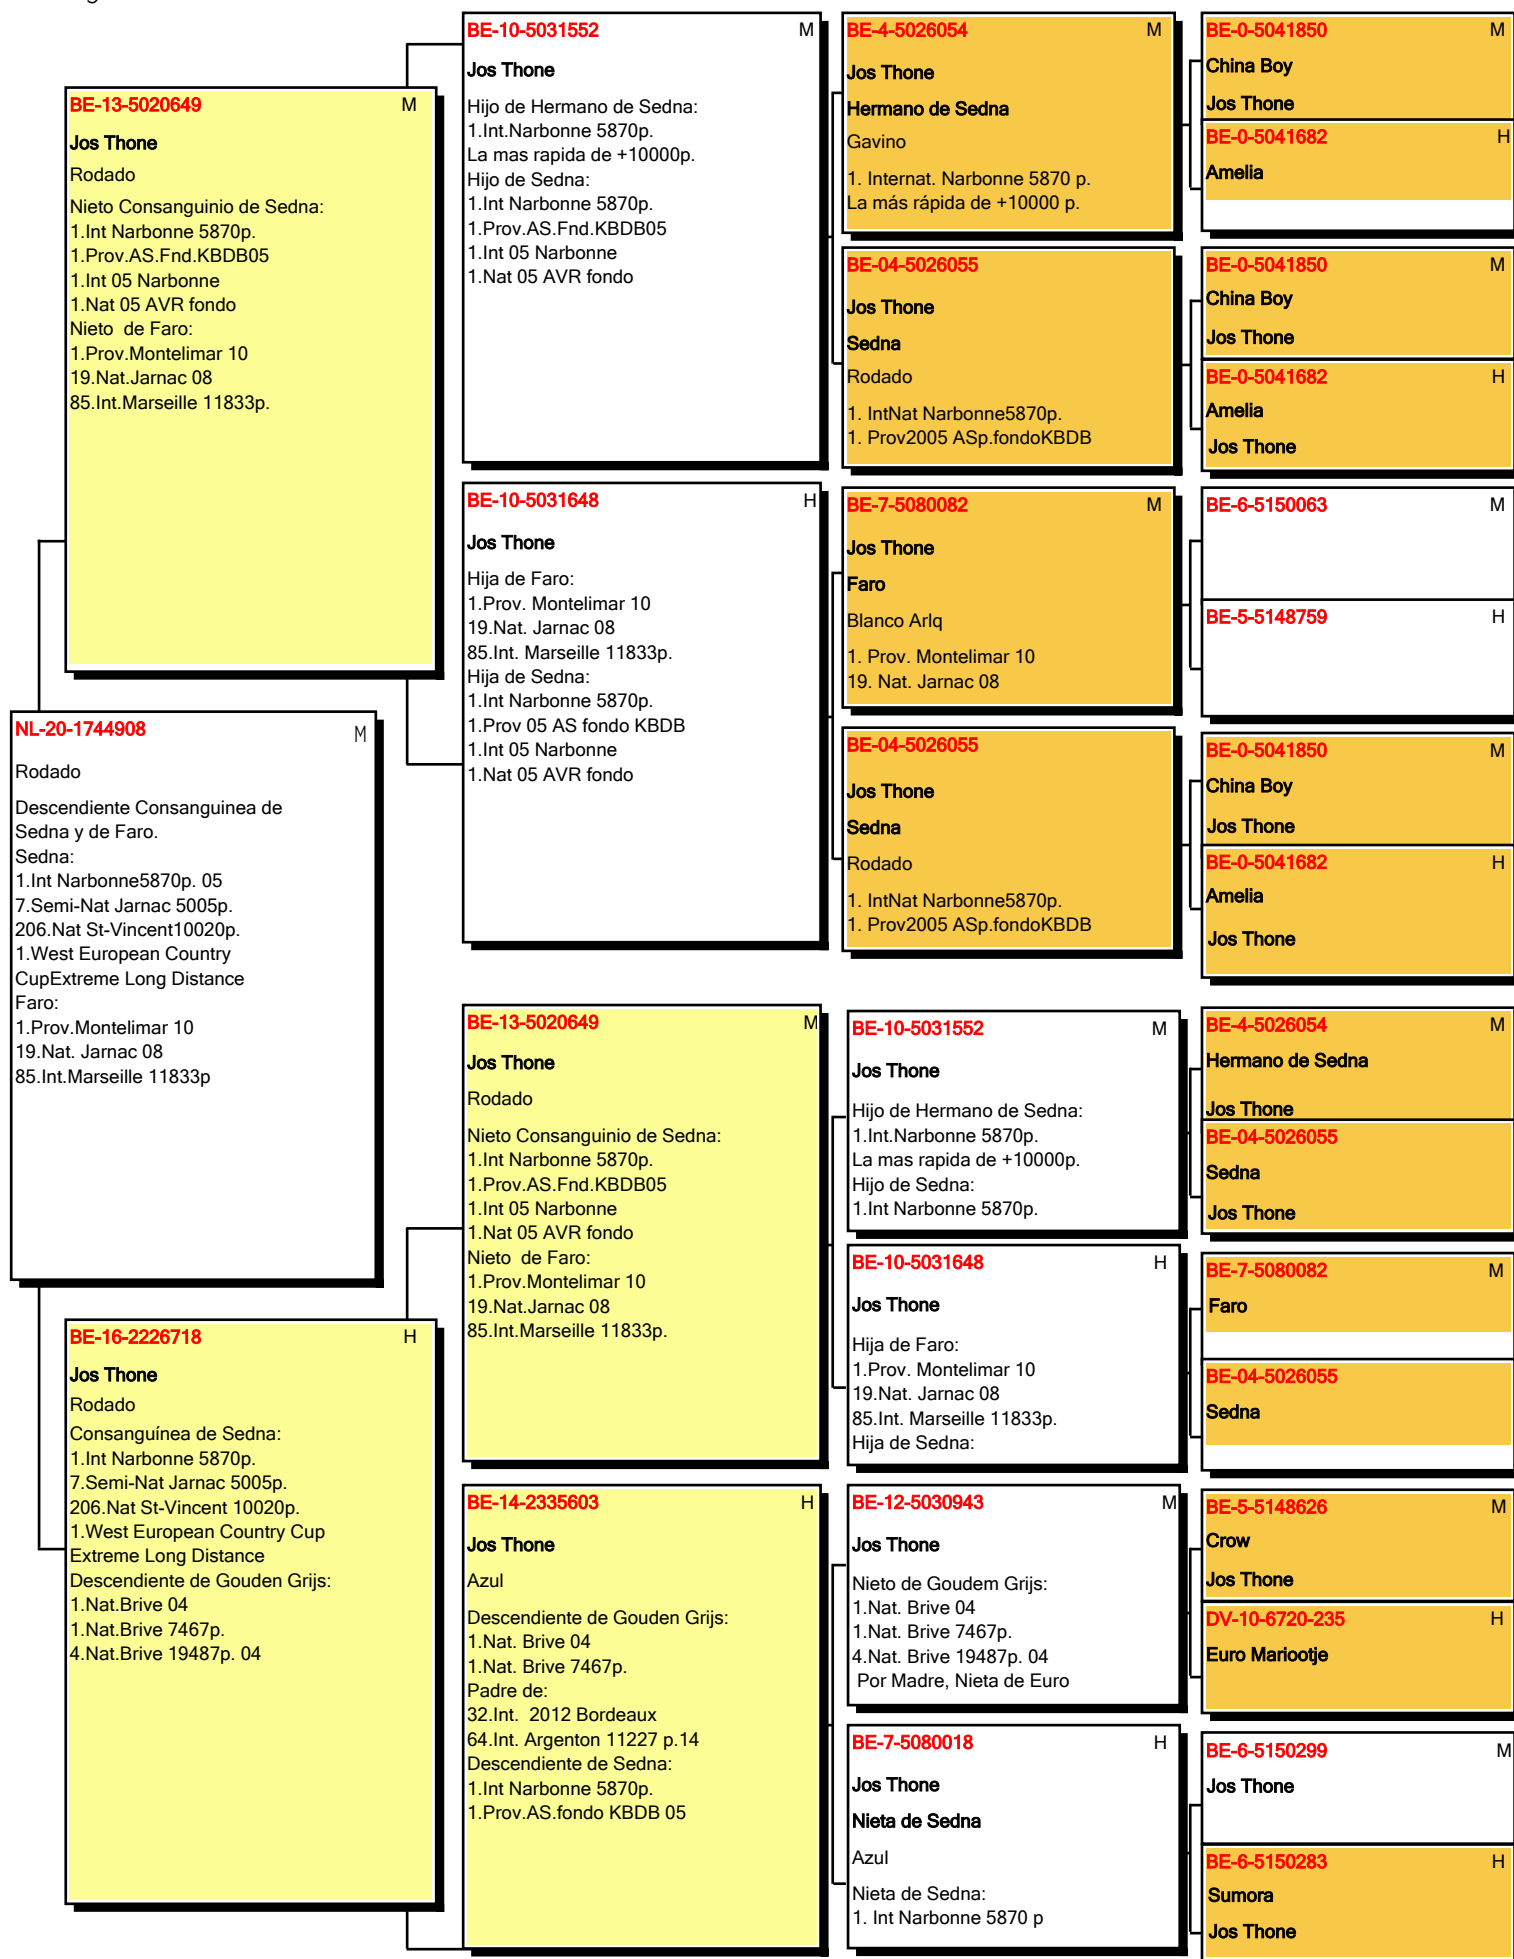 NL-20-1744908 M
Rodado
Descendiente Consanguinea de
Sedna y de Faro.
Sedna:
1.Int Narbonne5870p. 05
7.Semi-Nat Jarnac 5005p.
206.Nat St-Vincent10020p.
1.West European Country
CupExtreme Long Distance
Faro:
1.Prov.Montelimar 10
19.Nat. Jarnac 08
85.Int.Marseille 11833p
BE-13-5020649 M
Jos Thone
Rodado
Nieto Consanguinio de Sedna:
1.Int Narbonne 5870p.
1.Prov.AS.Fnd.KBDB05
1.Int 05 Narbonne
1.Nat 05 AVR fondo
Nieto  de Faro:
1.Prov.Montelimar 10
19.Nat.Jarnac 08
85.Int.Marseille 11833p.
BE-16-2226718 H
Jos Thone
Rodado
Consanguínea de Sedna:
1.Int Narbonne 5870p.
7.Semi-Nat Jarnac 5005p.
206.Nat St-Vincent 10020p.
1.West European Country Cup
Extreme Long Distance
Descendiente de Gouden Grijs:
1.Nat.Brive 04
1.Nat.Brive 7467p.
4.Nat.Brive 19487p. 04
BE-10-5031552 M
Jos Thone
Hijo de Hermano de Sedna:
1.Int.Narbonne 5870p.
La mas rapida de +10000p.
Hijo de Sedna:
1.Int Narbonne 5870p.
1.Prov.AS.Fnd.KBDB05
1.Int 05 Narbonne
1.Nat 05 AVR fondo
BE-10-5031648 H
Jos Thone
Hija de Faro:
1.Prov. Montelimar 10
19.Nat. Jarnac 08
85.Int. Marseille 11833p.
Hija de Sedna:
1.Int Narbonne 5870p.
1.Prov 05 AS fondo KBDB
1.Int 05 Narbonne
1.Nat 05 AVR fondo
BE-13-5020649 M
Jos Thone
Rodado
Nieto Consanguinio de Sedna:
1.Int Narbonne 5870p.
1.Prov.AS.Fnd.KBDB05
1.Int 05 Narbonne
1.Nat 05 AVR fondo
Nieto  de Faro:
1.Prov.Montelimar 10
19.Nat.Jarnac 08
85.Int.Marseille 11833p.
BE-14-2335603 H
Jos Thone
Azul
Descendiente de Gouden Grijs:
1.Nat. Brive 04
1.Nat. Brive 7467p.
Padre de:
32.Int.  2012 Bordeaux
64.Int. Argenton 11227 p.14
Descendiente de Sedna:
1.Int Narbonne 5870p.
1.Prov.AS.fondo KBDB 05
BE-4-5026054 M
Jos Thone
Hermano de Sedna
Gavino
1. Internat. Narbonne 5870 p.
La más rápida de +10000 p.
BE-04-5026055
Jos Thone
Sedna
Rodado
1. IntNat Narbonne5870p.
1. Prov2005 ASp.fondoKBDB
BE-7-5080082 M
Jos Thone
Faro
Blanco Arlq
1. Prov. Montelimar 10
19. Nat. Jarnac 08
BE-04-5026055
Jos Thone
Sedna
Rodado
1. IntNat Narbonne5870p.
1. Prov2005 ASp.fondoKBDB
BE-10-5031552 M
Jos Thone
Hijo de Hermano de Sedna:
1.Int.Narbonne 5870p.
La mas rapida de +10000p.
Hijo de Sedna:
1.Int Narbonne 5870p.
BE-10-5031648 H
Jos Thone
Hija de Faro:
1.Prov. Montelimar 10
19.Nat. Jarnac 08
85.Int. Marseille 11833p.
Hija de Sedna:
BE-12-5030943 M
Jos Thone
Nieto de Goudem Grijs:
1.Nat. Brive 04
1.Nat. Brive 7467p.
4.Nat. Brive 19487p. 04
Por Madre, Nieta de Euro
BE-7-5080018 H
Jos Thone
Nieta de Sedna
Azul
Nieta de Sedna:
1. Int Narbonne 5870 p
BE-0-5041850 M
China Boy
Jos Thone
BE-0-5041682 H
Amelia
BE-0-5041850 M
China Boy
Jos Thone
BE-0-5041682 H
Amelia
Jos Thone
BE-6-5150063 M
BE-5-5148759 H
BE-0-5041850 M
China Boy
Jos Thone
BE-0-5041682 H
Amelia
Jos Thone
BE-4-5026054 M
Hermano de Sedna
Jos Thone
BE-04-5026055
Sedna
Jos Thone
BE-7-5080082 M
Faro
BE-04-5026055
Sedna
BE-5-5148626 M
Crow
Jos Thone
DV-10-6720-235 H
Euro Mariootje
BE-6-5150299 M
Jos Thone
BE-6-5150283 H
Sumora
Jos Thone